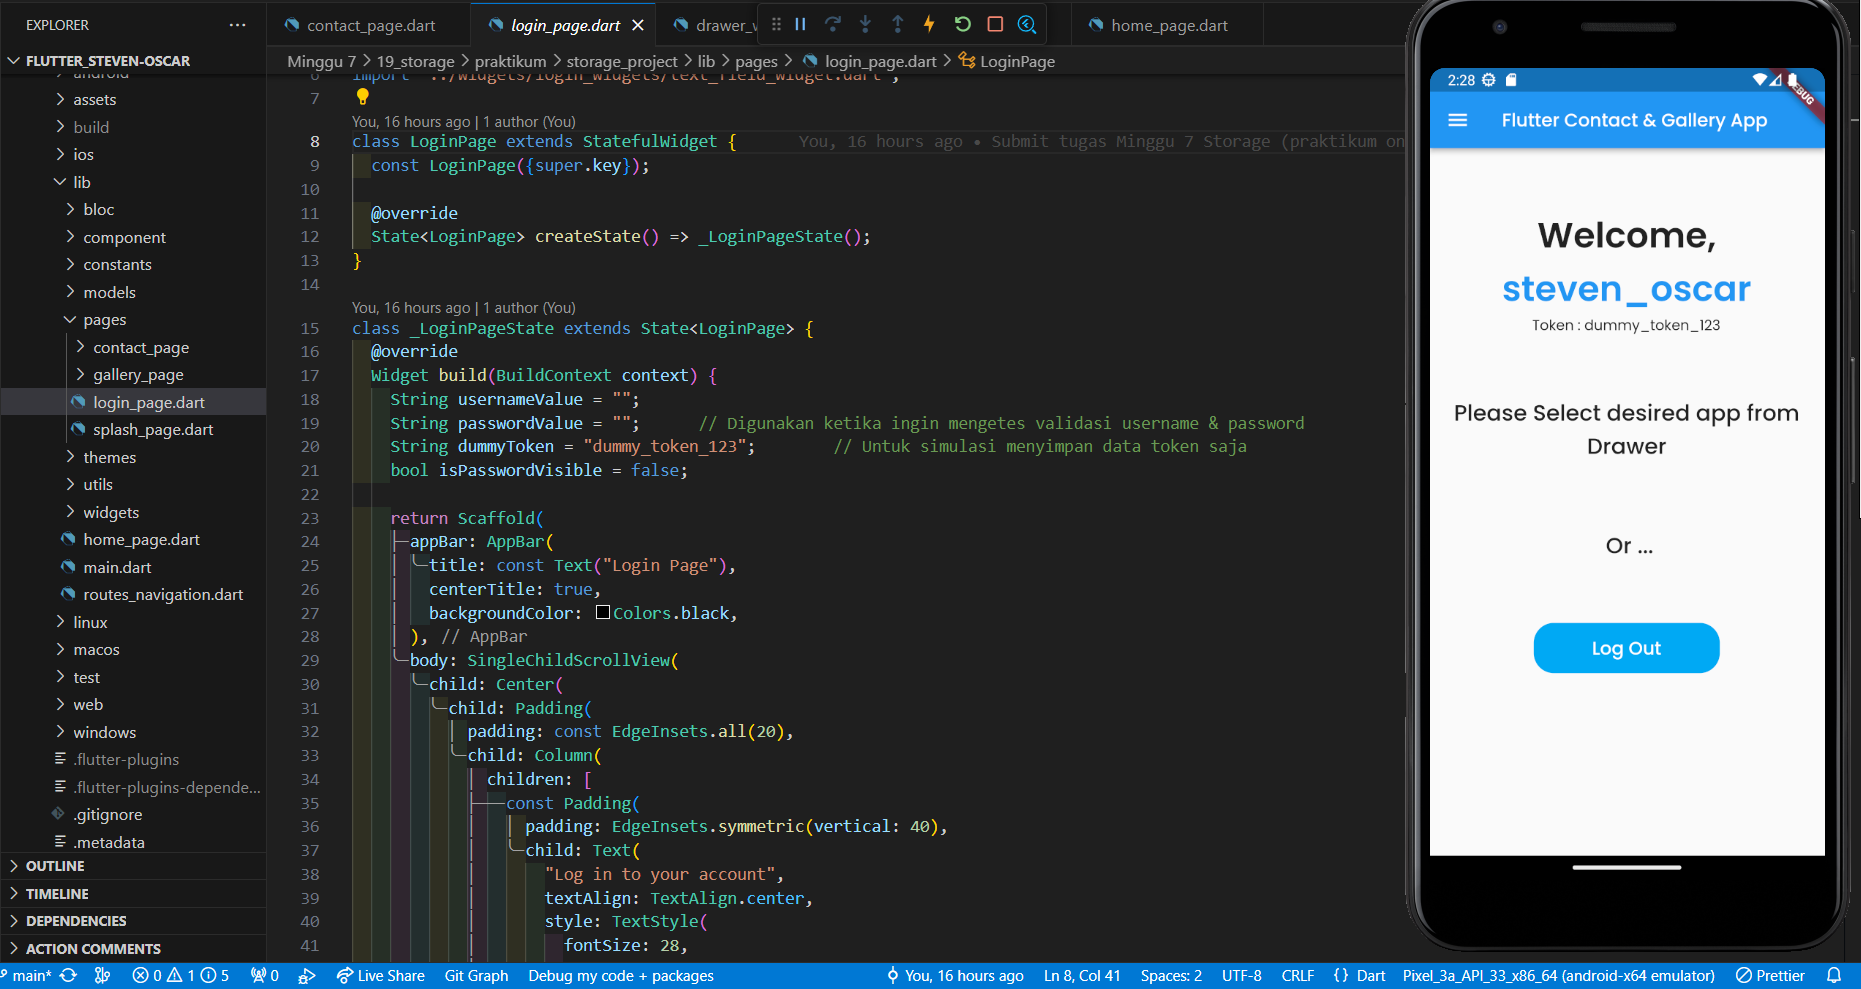 EXPLORER
FLUTTER_STEVEN-OSCAR
android
assets
build
ios
lib
bloc
component
constants
models
pages
contact_page
gallery_page
login_page.dart
splash_page.dart
themes
utils
widgets
home_page.dart
main.dart
routes_navigation.dart
linux
macos
test
web
windows
.flutter-plugins
.flutter-plugins-depende...
.gitignore
.metadata
OUTLINE
TIMELINE
DEPENDENCIES
ACTION COMMENTS
contact_page.dart
login_page.dart
drawer_w
home_page.dart
Minggu 7 > 19_storage > praktikum > storage_project > lib > pages > login_page.dart > LoginPage
6 import '../widgets/login_widgets/text_field_widget.dart';
7
You, 16 hours ago | 1 author (You)
8 class LoginPage extends StatefulWidget { You, 16 hours ago • Submit tugas Minggu 7 Storage (praktikum on
9 const LoginPage({super.key});
10
11 @override
12 State<LoginPage> createState() => _LoginPageState();
13 }
14
You, 16 hours ago | 1 author (You)
15 class _LoginPageState extends State<LoginPage> {
16 @override
17 Widget build(BuildContext context) {
18 String usernameValue = "";
19 String passwordValue = ""; // Digunakan ketika ingin mengetes validasi username & password
20 String dummyToken = "dummy_token_123"; // Untuk simulasi menyimpan data token saja
21 bool isPasswordVisible = false;
22
23 return Scaffold(
24 appBar: AppBar(
25 title: const Text("Login Page"),
26 centerTitle: true,
27 backgroundColor: Colors.black,
28 ), // AppBar
29 body: SingleChildScrollView(
30 child: Center(
31 child: Padding(
32 padding: const EdgeInsets.all(20),
33 child: Column(
34 children: [
35 const Padding(
36 padding: EdgeInsets.symmetric(vertical: 40),
37 child: Text(
38 "Log in to your account",
39 textAlign: TextAlign.center,
40 style: TextStyle(
41 fontSize: 28,
2:28
DEBUG
Flutter Contact & Gallery App
Welcome,
steven_oscar
Token : dummy_token_123
Please Select desired app from
Drawer
Or ...
Log Out
main* 0 1 5 0 Live Share Git Graph Debug my code + packages You, 16 hours ago Ln 8, Col 41 Spaces: 2 UTF-8 CRLF {} Dart Pixel_3a_API_33_x86_64 (android-x64 emulator) Prettier